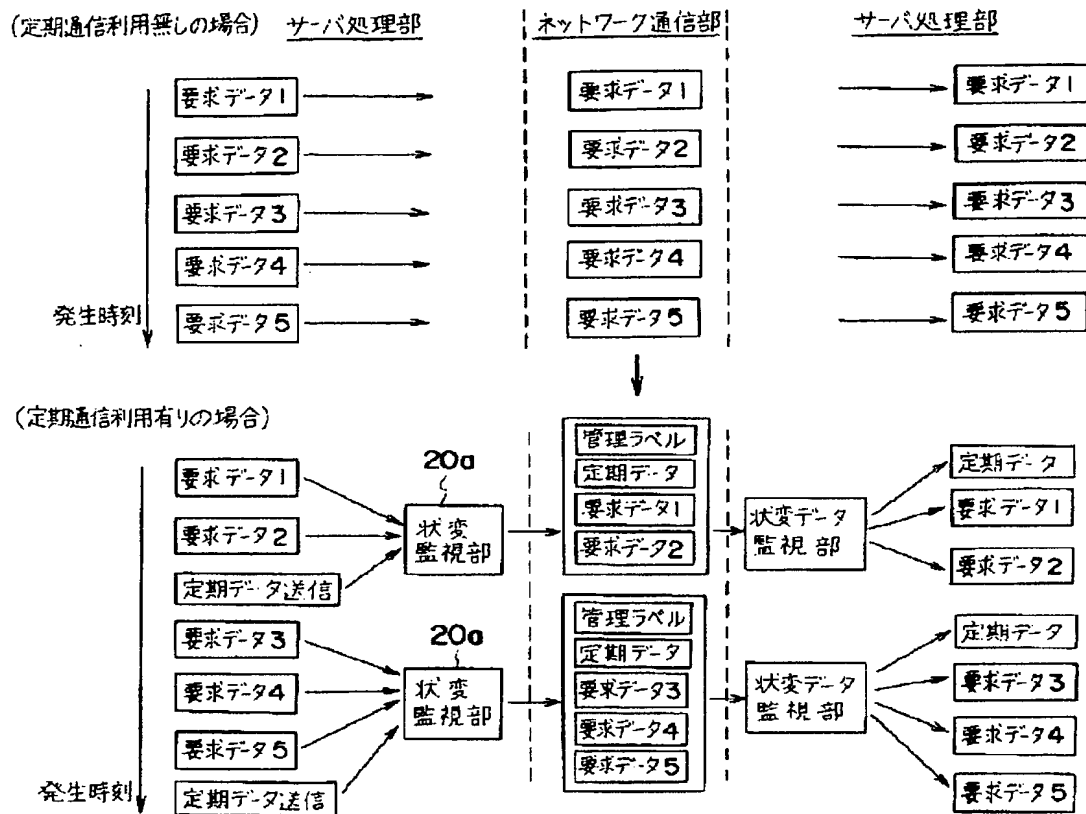 (定期通信利用無しの場合) サーバ処理部 ネットワーク通信部 サーバ処理部
要求データ1 要求データ1 要求データ1
要求データ2 要求データ2 要求データ2
要求データ3 要求データ3 要求データ3
要求データ4 要求データ4 要求データ4
発生時刻 要求データ5 要求データ5 要求データ5
(定期通信利用有りの場合)
要求データ1
要求データ2
定期データ送信
20a
状変
監視部
管理ラベル
定期データ
要求データ1
要求データ2
状変データ
監視部
定期データ
要求データ1
要求データ2
要求データ3
要求データ4
要求データ5
定期データ送信
発生時刻
20a
状変
監視部
管理ラベル
定期データ
要求データ3
要求データ4
要求データ5
状変データ
監視部
定期データ
要求データ3
要求データ4
要求データ5